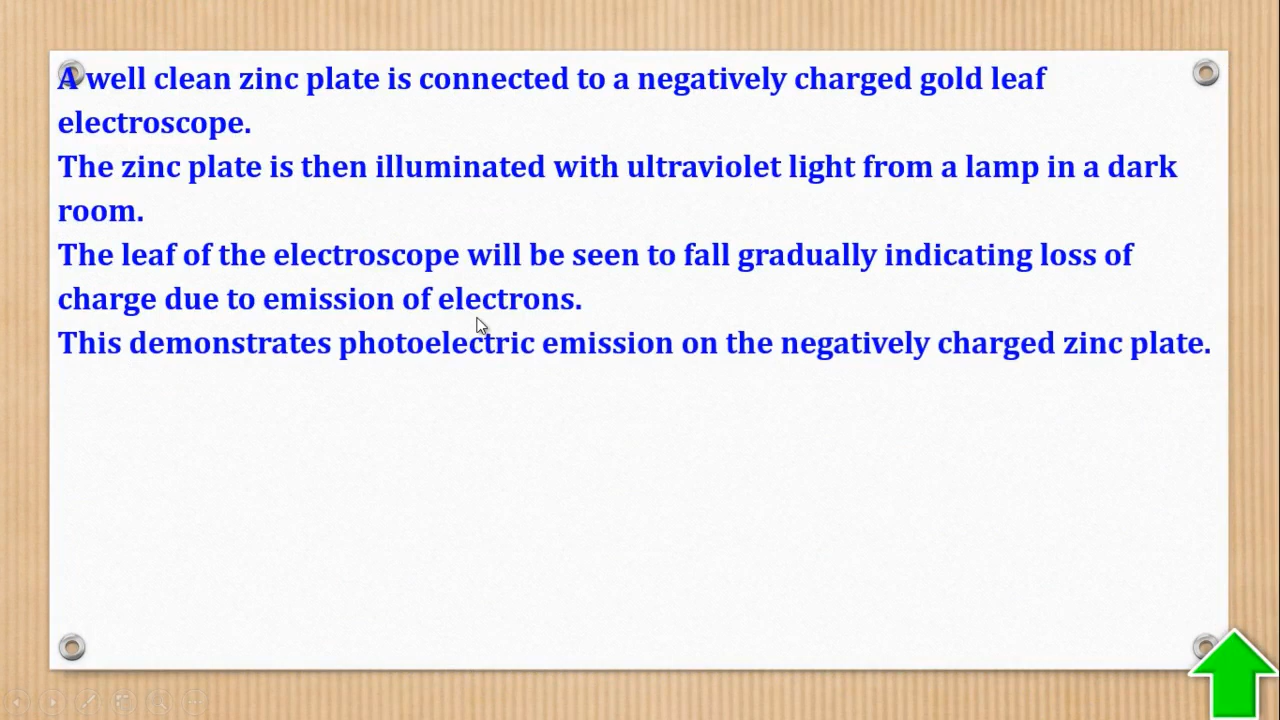 A well clean zinc plate is connected to a negatively charged gold leaf
electroscope.
The zinc plate is then illuminated with ultraviolet light from a lamp in a dark
room.
The leaf of the electroscope will be seen to fall gradually indicating loss of
charge due to emission of electrons.
This demonstrates photoelectric emission on the negatively charged zinc plate.